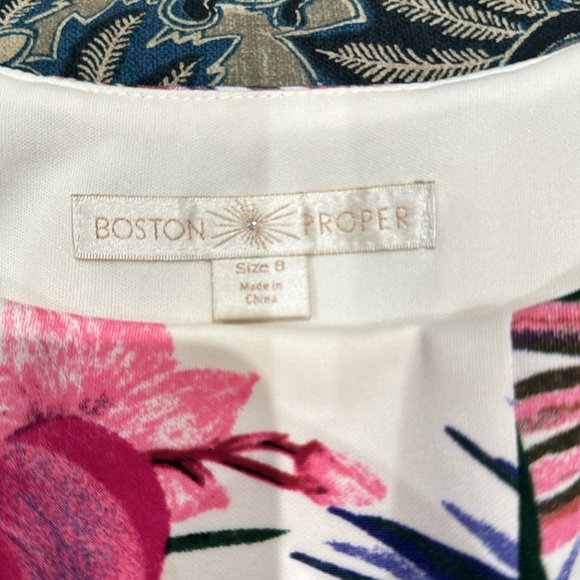 BOSTON PROPER
Size 8
Made in
China